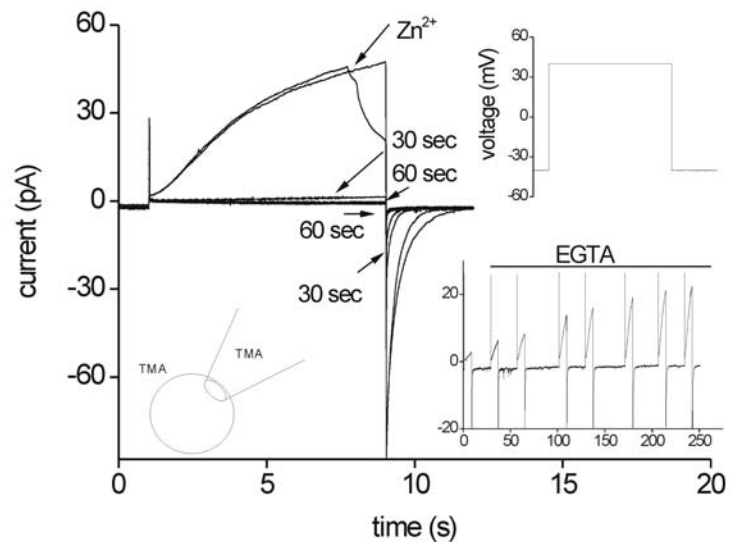 60
30
0
-30
-60
current (pA)
0
5
10
15
20
time (s)
Zn2+
30 sec
60 sec
60 sec
30 sec
TMA
TMA
60
30
0
-30
-60
voltage (mV)
EGTA
20
0
-20
0
50
100
150
200
250